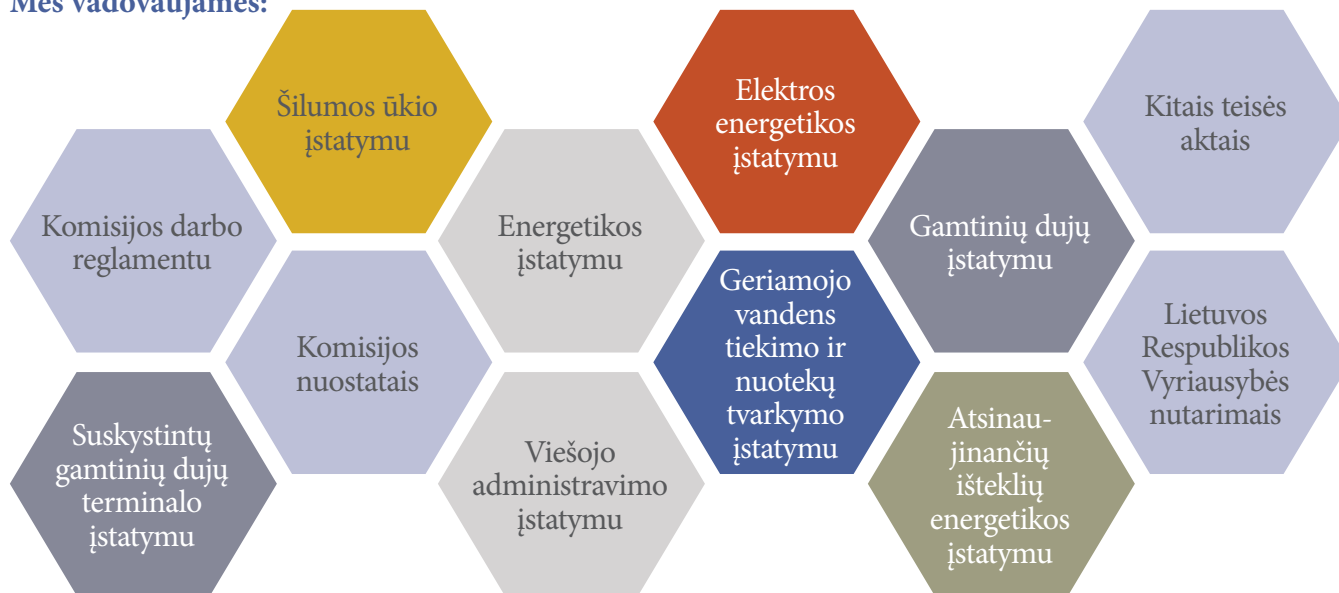 Mes vadovaujamės:
Šilumos ūkio
įstatymu
Elektros
energetikos
įstatymu
Kitais teisės
aktais
Komisijos darbo
reglamentu
Energetikos
įstatymu
Gamtinių dujų
įstatymu
Komisijos
nuostatais
Geriamojo
vandens
tiekimo ir
nuotekų
tvarkymo
įstatymu
Lietuvos
Respublikos
Vyriausybės
nutarimais
Suskystintų
gamtinių dujų
terminalo
įstatymu
Viešojo
administravimo
įstatymu
Atsinau-
jinančių
išteklių
energetikos
įstatymu